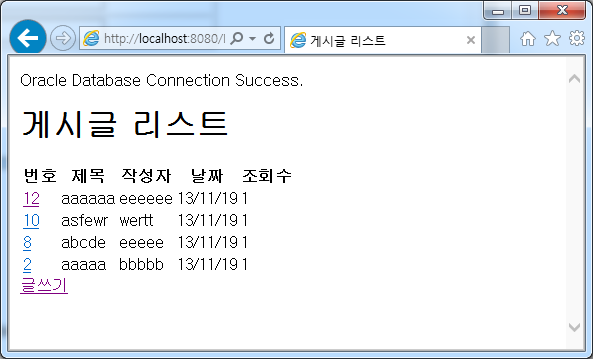 http://localhost:8080/
게시글 리스트
Oracle Database Connection Success.
게시글 리스트
번호 제목 작성자 날짜 조회수
12 aaaaaa eeeeee 13/11/19 1
10 asfewr wertt 13/11/19 1
8 abcde eeeee 13/11/19 1
2 aaaaa bbbbb 13/11/19 1
글쓰기